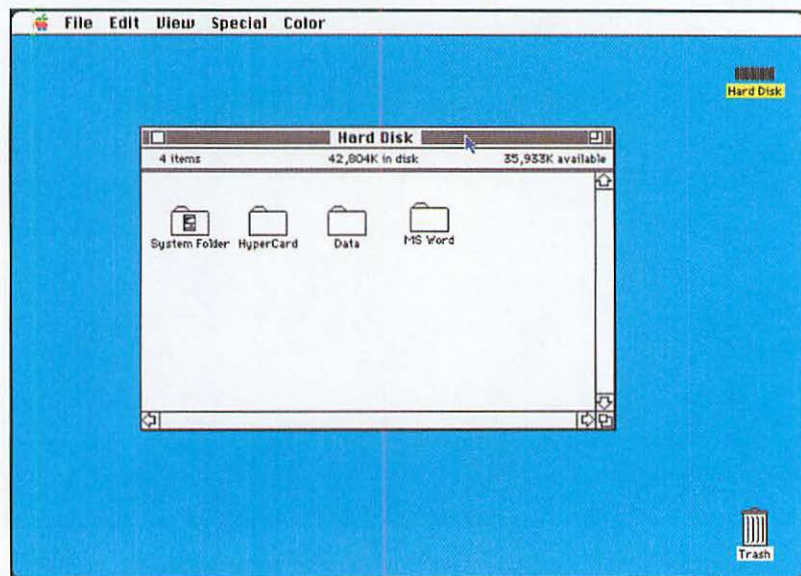 File Edit View Special Color
Hard Disk
Hard Disk
4 items 42,804K in disk 35,933K available
System Folder HyperCard Data MS Word
Trash